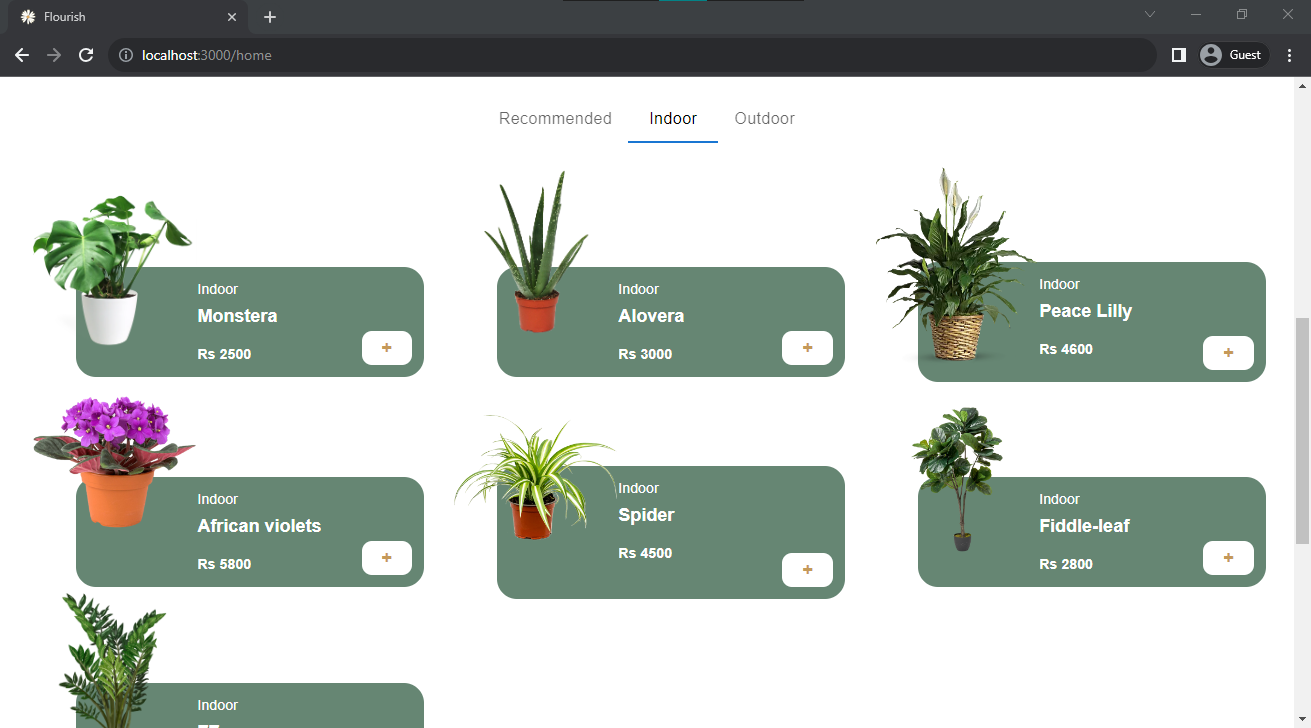 Flourish
localhost:3000/home
Guest
Recommended Indoor Outdoor
Indoor
Monstera
Rs 2500
+
Indoor
Alovera
Rs 3000
+
Indoor
Peace Lilly
Rs 4600
+
Indoor
African violets
Rs 5800
+
Indoor
Spider
Rs 4500
+
Indoor
Fiddle-leaf
Rs 2800
+
Indoor